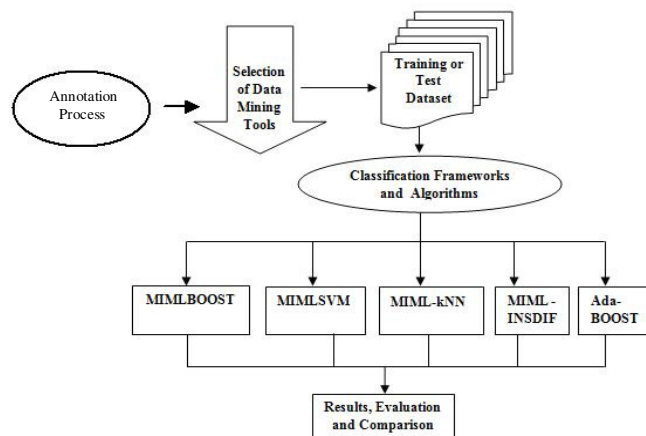 Annotation
Process
Selection
of Data
Mining
Tools
Training or
Test
Dataset
Classification Frameworks
and Algorithms
MIMLBOOST
MIMLSVM
MIML-kNN
MIML -
INSDIF
Ada-
BOOST
Results, Evaluation
and Comparison